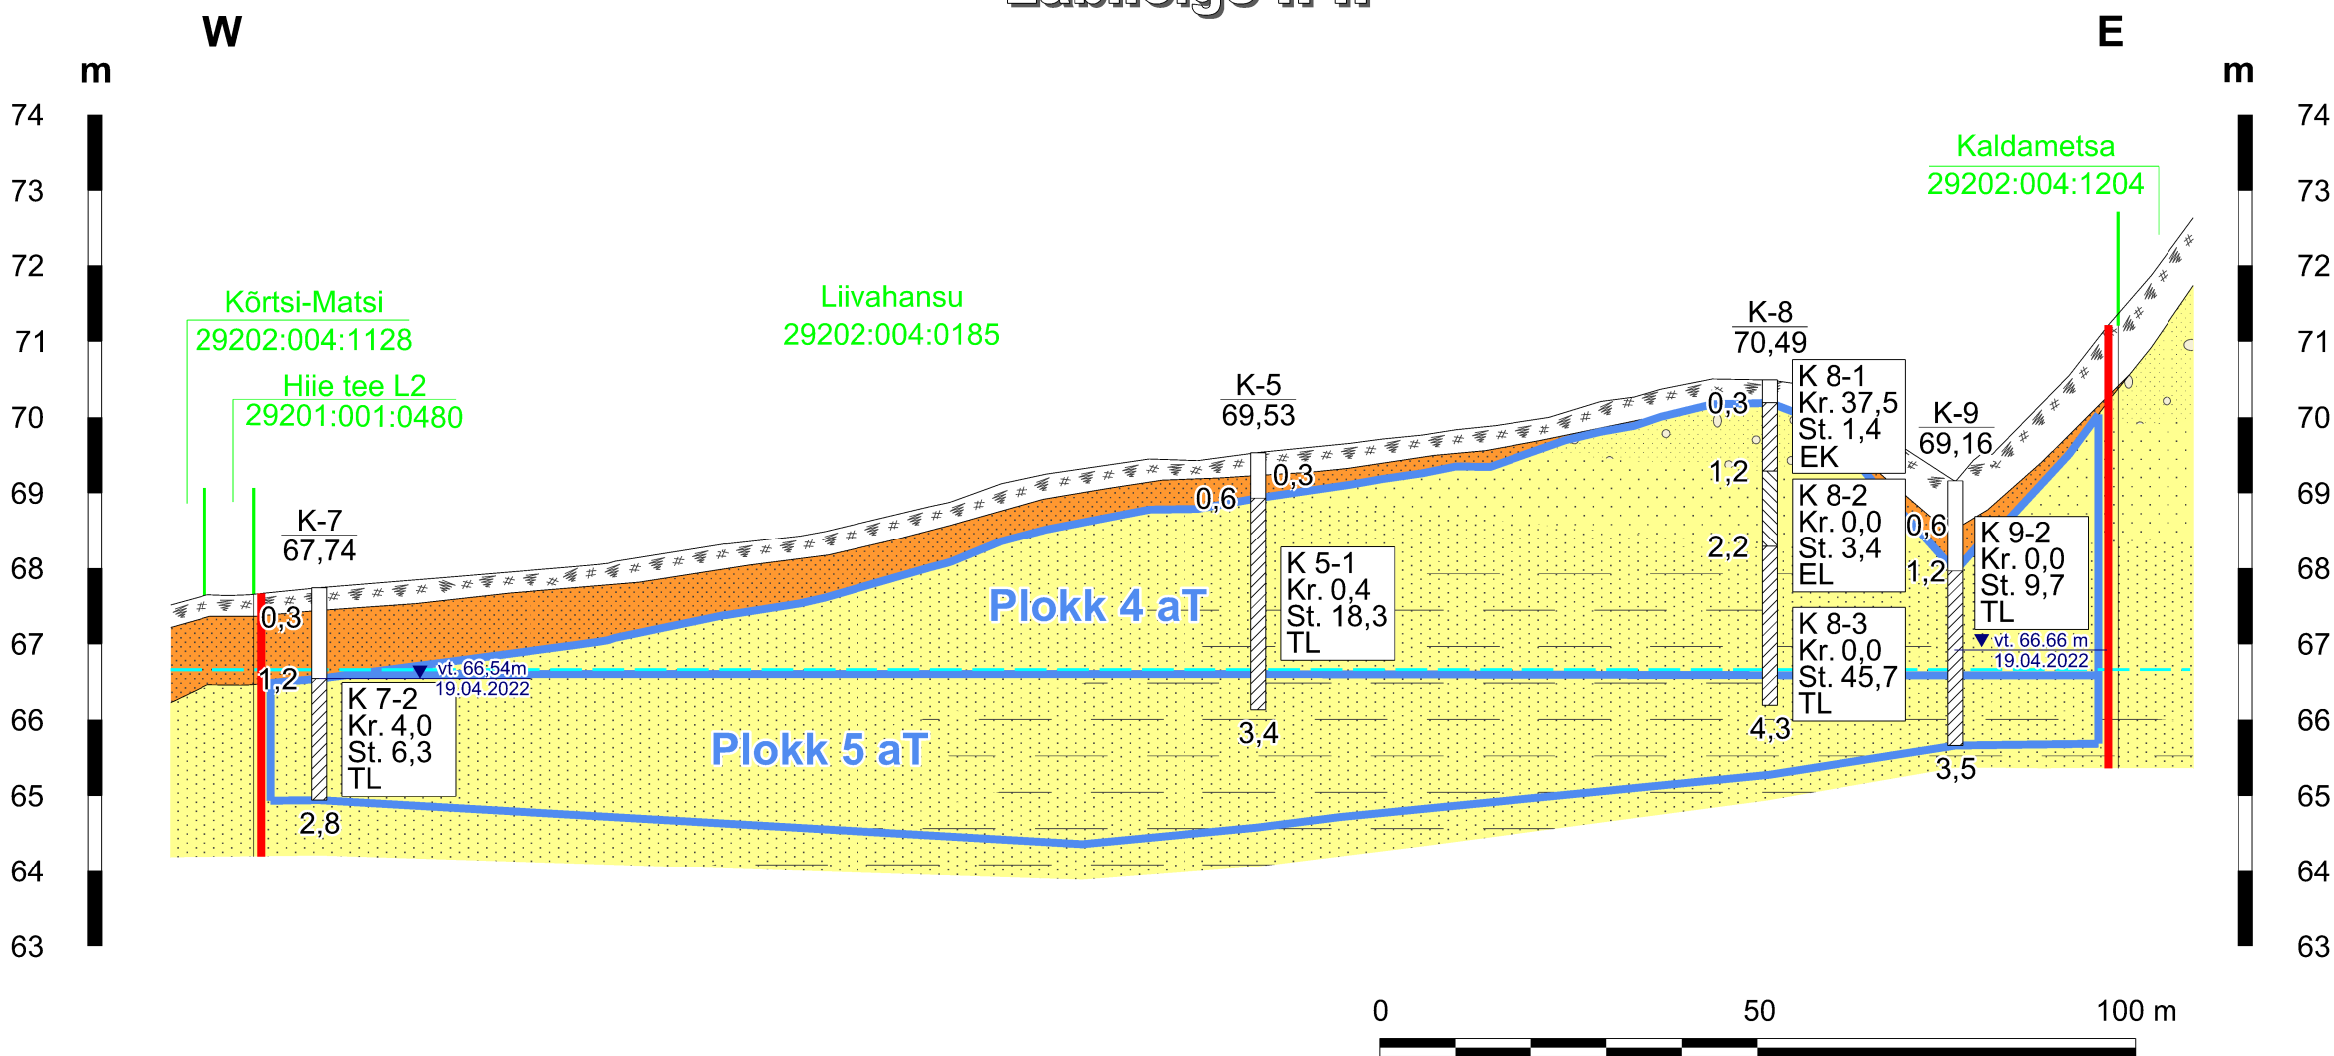 W
E
m
m
74
73
72
71
70
69
68
67
66
65
64
63
74
73
72
71
70
69
68
67
66
65
64
63
Kõrtsi-Matsi
29202:004:1128
Hiie tee L2
29201:001:0480
Liivahansu
29202:004:0185
Kaldametsa
29202:004:1204
K-7
67,74
0,3
1,2
2,8
K 7-2
Kr. 4,0
St. 6,3
TL
vt. 66,54m
19.04.2022
K-5
69,53
0,3
0,6
3,4
K 5-1
Kr. 0,4
St. 18,3
TL
K-8
70,49
0,3
1,2
2,2
4,3
K 8-1
Kr. 37,5
St. 1,4
EK
K 8-2
Kr. 0,0
St. 3,4
EL
K 8-3
Kr. 0,0
St. 45,7
TL
K-9
69,16
0,6
1,2
3,5
K 9-2
Kr. 0,0
St. 9,7
TL
vt. 66.66 m
19.04.2022
Plokk 4 aT
Plokk 5 aT
0 50 100 m